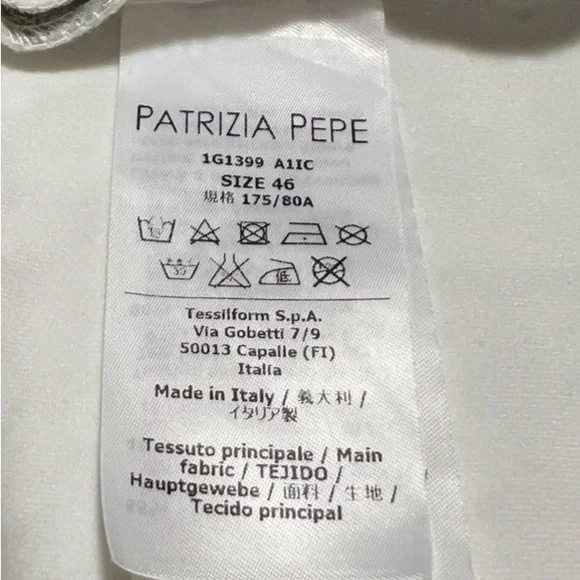 PATRIZIA PEPE
1G1399 A1IC
SIZE 46
規格 175/80A
低
Tessilform S.p.A.
Via Gobetti 7/9
50013 Capalle (FI)
Italia
Made in Italy / 義大利 /
イタリア製
Tessuto principale / Main
fabric / TEJIDO /
Hauptgewebe / 面料 / 生地 /
Tecido principal